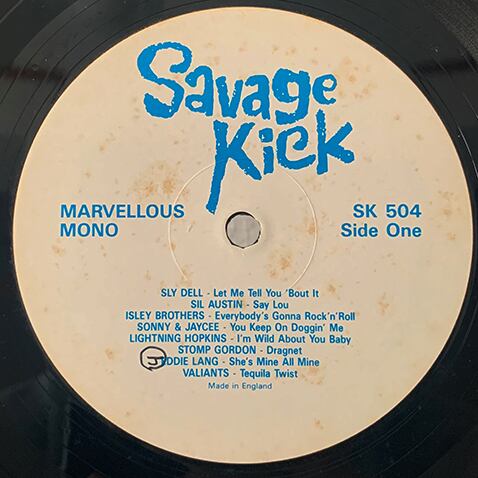 Savage
Kick
MARVELLOUS
MONO
SK 504
Side One
SLY DELL - Let Me Tell You 'Bout It
SIL AUSTIN - Say Lou
ISLEY BROTHERS - Everybody's Gonna Rock'n'Roll
SONNY & JAYCEE - You Keep On Doggin' Me
LIGHTNING HOPKINS - I'm Wild About You Baby
STOMP GORDON - Dragnet
EDDIE LANG - She's Mine All Mine
VALIANTS - Tequila Twist
Made in England